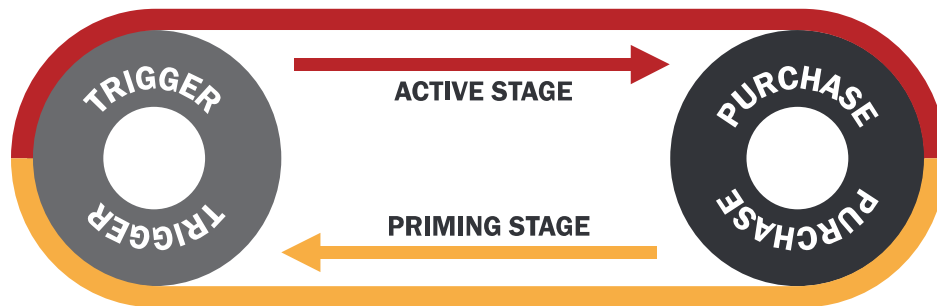 TRIGGER
PURCHASE
ACTIVE STAGE
PRIMING STAGE
TRIGGER
PURCHASE